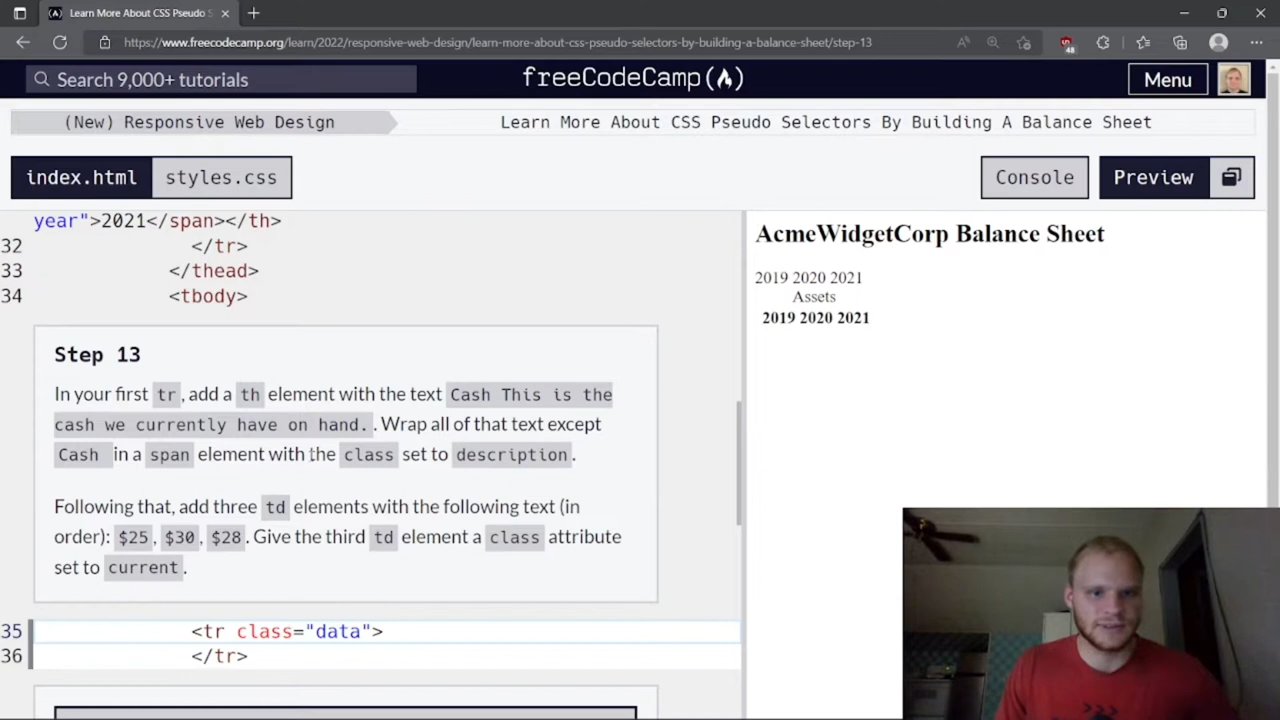 Learn More About CSS Pseudo S
https://www.freecodecamp.org/learn/2022/responsive-web-design/learn-more-about-css-pseudo-selectors-by-building-a-balance-sheet/step-13
48
Search 9,000+ tutorials
freeCodeCamp
Menu
(New) Responsive Web Design
Learn More About CSS Pseudo Selectors By Building A Balance Sheet
index.html
styles.css
Console
Preview
year">2021</span></th>
32 </tr>
33 </thead>
34 <tbody>
Step 13
In your first tr, add a th element with the text Cash This is the
cash we currently have on hand.. Wrap all of that text except
Cash in a span element with the class set to description.
Following that, add three td elements with the following text (in
order): $25, $30, $28. Give the third td element a class attribute
set to current.
35 <tr class="data">
36 </tr>
AcmeWidgetCorp Balance Sheet
2019 2020 2021
Assets
2019 2020 2021